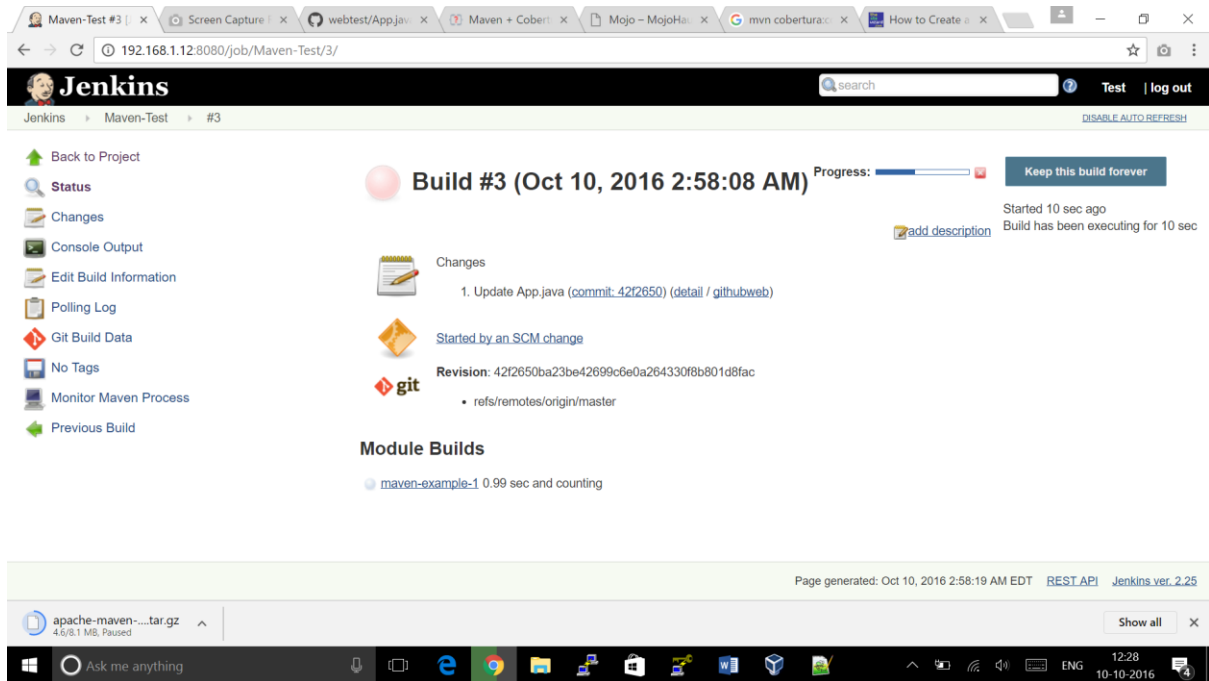 Maven-Test #3 [
Screen Capture F
webtest/App.jav
Maven + Cobert
Mojo – MojoHau
mvn cobertura:c
How to Create a
192.168.1.12:8080/job/Maven-Test/3/
Jenkins
search
Test | log out
Jenkins Maven-Test #3
DISABLE AUTO REFRESH
Back to Project
Status
Changes
Console Output
Edit Build Information
Polling Log
Git Build Data
No Tags
Monitor Maven Process
Previous Build
Build #3 (Oct 10, 2016 2:58:08 AM)
Progress:
Keep this build forever
Started 10 sec ago
Build has been executing for 10 sec
add description
Changes
1. Update App.java (commit: 42f2650) (detail / githubweb)
Started by an SCM change
git
Revision: 42f2650ba23be42699c6e0a264330f8b801d8fac
• refs/remotes/origin/master
Module Builds
maven-example-1 0.99 sec and counting
Page generated: Oct 10, 2016 2:58:19 AM EDT REST API Jenkins ver. 2.25
apache-maven-....tar.gz
4.6/8.1 MB, Paused
Show all
Ask me anything
ENG
12:28
10-10-2016
4